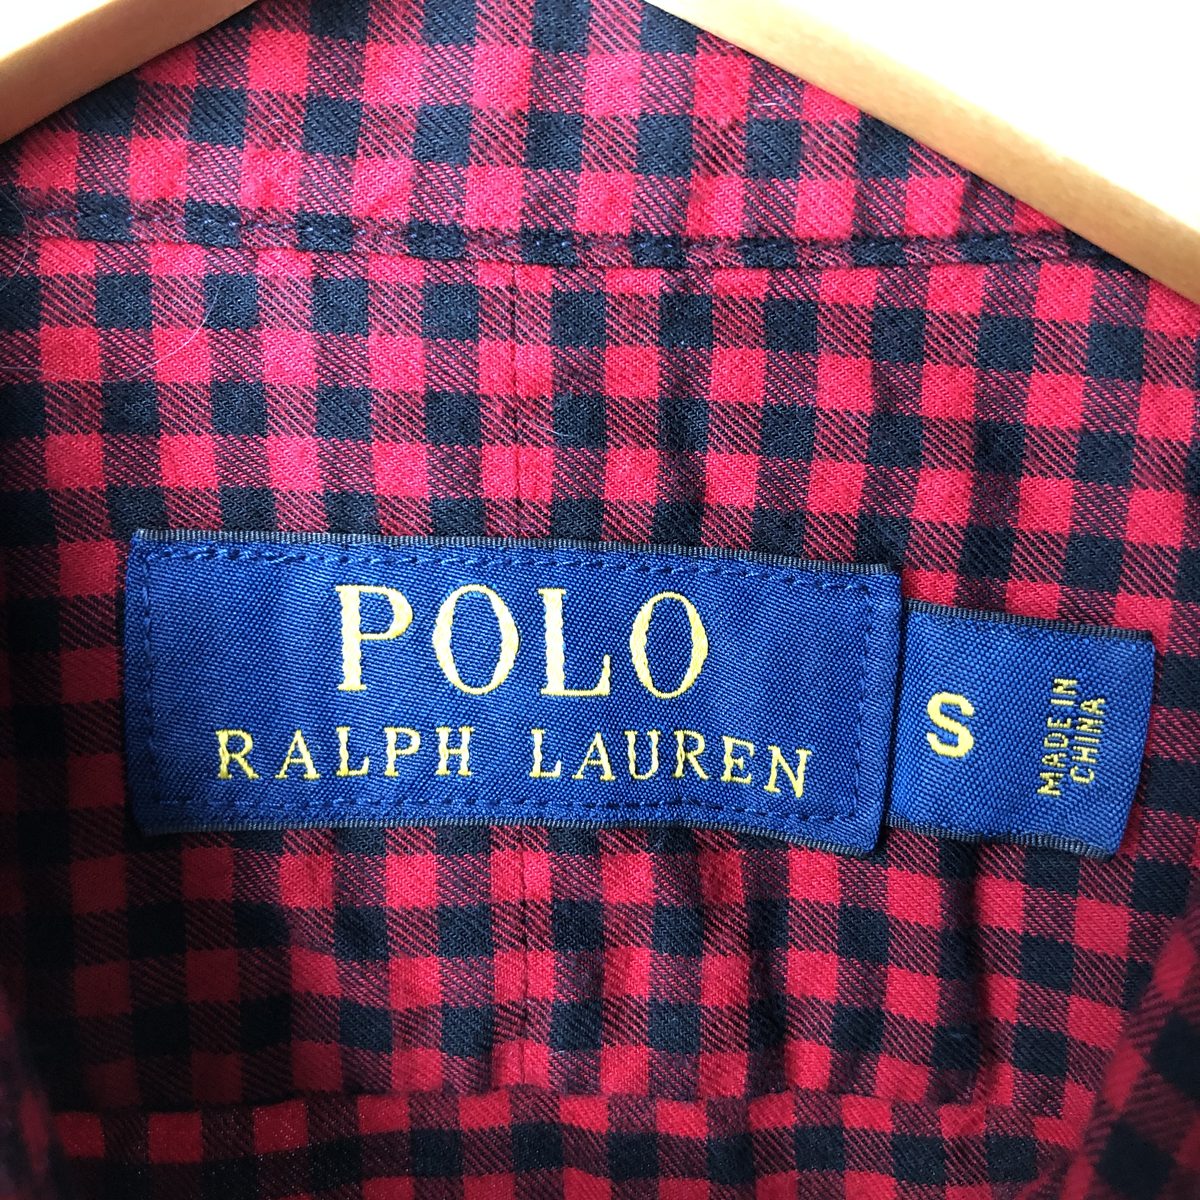 POLO
RALPH LAUREN
S
MADE IN
CHINA